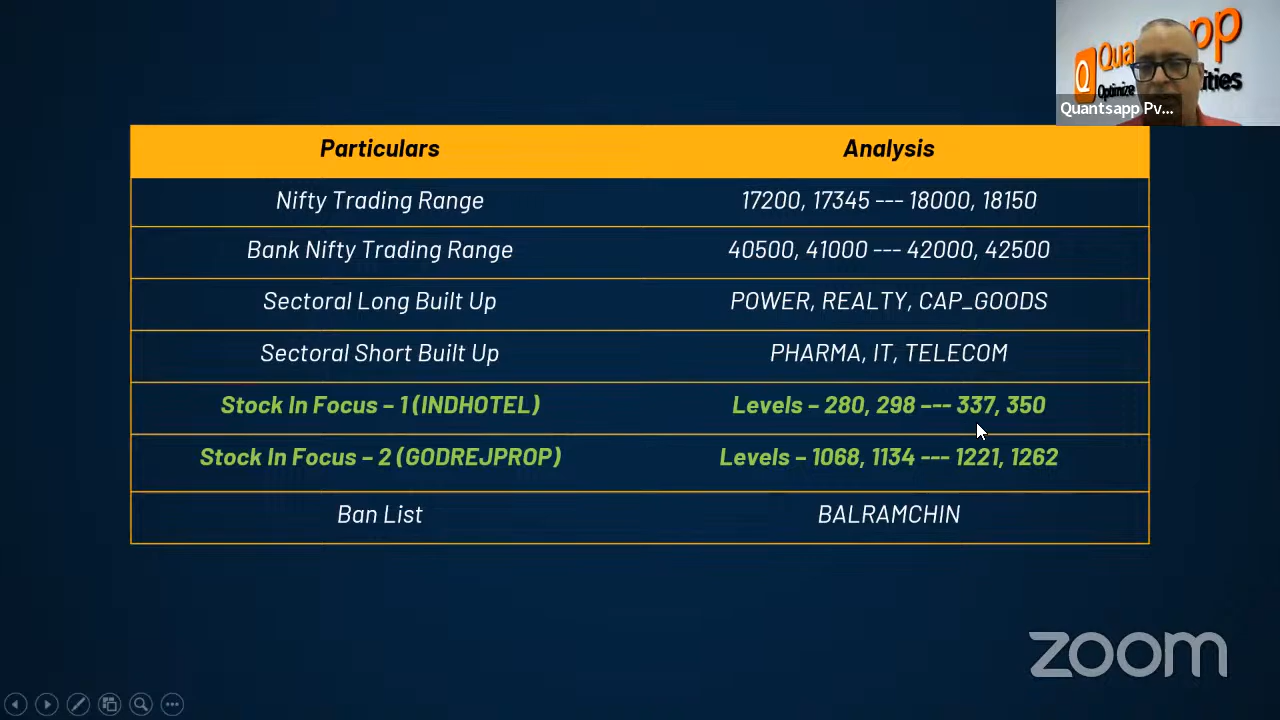 Quantsapp Pv...
Particulars Analysis
Nifty Trading Range 17200, 17345 --- 18000, 18150
Bank Nifty Trading Range 40500, 41000 --- 42000, 42500
Sectoral Long Built Up POWER, REALTY, CAP_GOODS
Sectoral Short Built Up PHARMA, IT, TELECOM
Stock In Focus – 1 (INDHOTEL) Levels – 280, 298 --- 337, 350
Stock In Focus – 2 (GODREJPROP) Levels – 1068, 1134 --- 1221, 1262
Ban List BALRAMCHIN
zoom